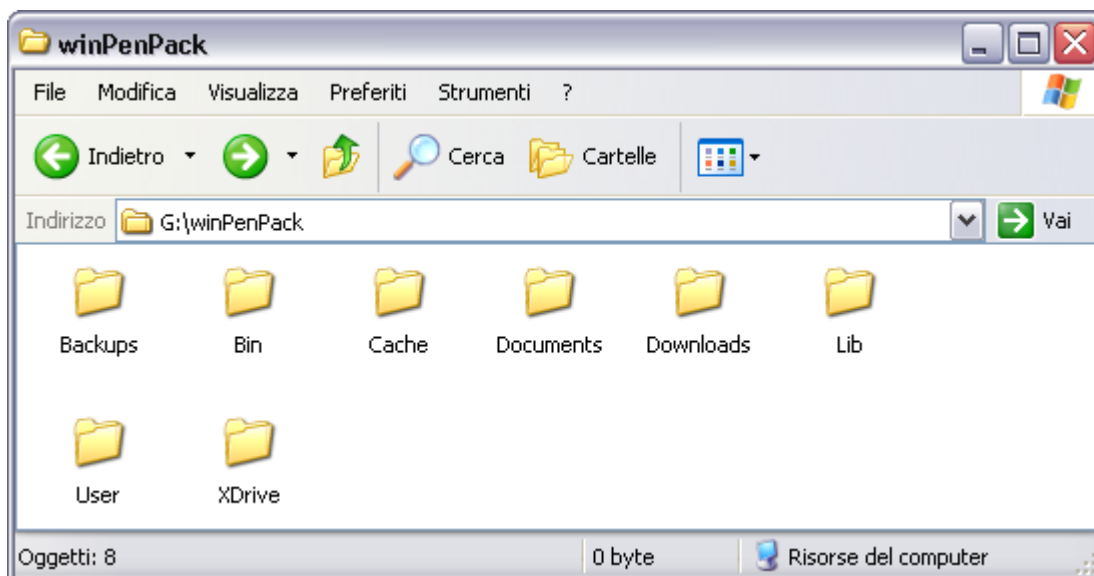 winPenPack
File Modifica Visualizza Preferiti Strumenti ?
Indietro Cerca Cartelle
Indirizzo G:\winPenPack Vai
Backups Bin Cache Documents Downloads Lib
User XDrive
Oggetti: 8 0 byte Risorse del computer